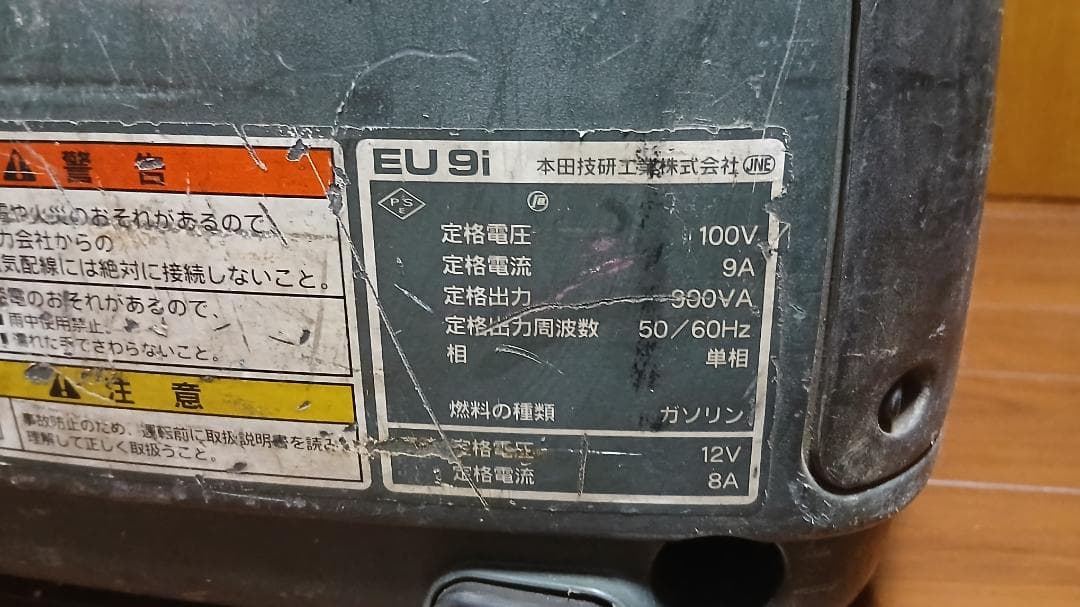 警告
電や火災のおそれがあるので、
力会社からの
気配線には絶対に接続しないこと。
電のおそれがあるので、
雨中使用禁止。
濡れた手でさわらないこと。
注意
事故防止のため、運転前に取扱説明書を読み
理解して正しく取扱うこと。
EU 9i 本田技研工業株式会社 JNE
PSE
定格電圧 100V
定格電流 9A
定格出力 900VA
定格出力周波数 50/60Hz
相 単相
燃料の種類 ガソリン
定格電圧 12V
定格電流 8A